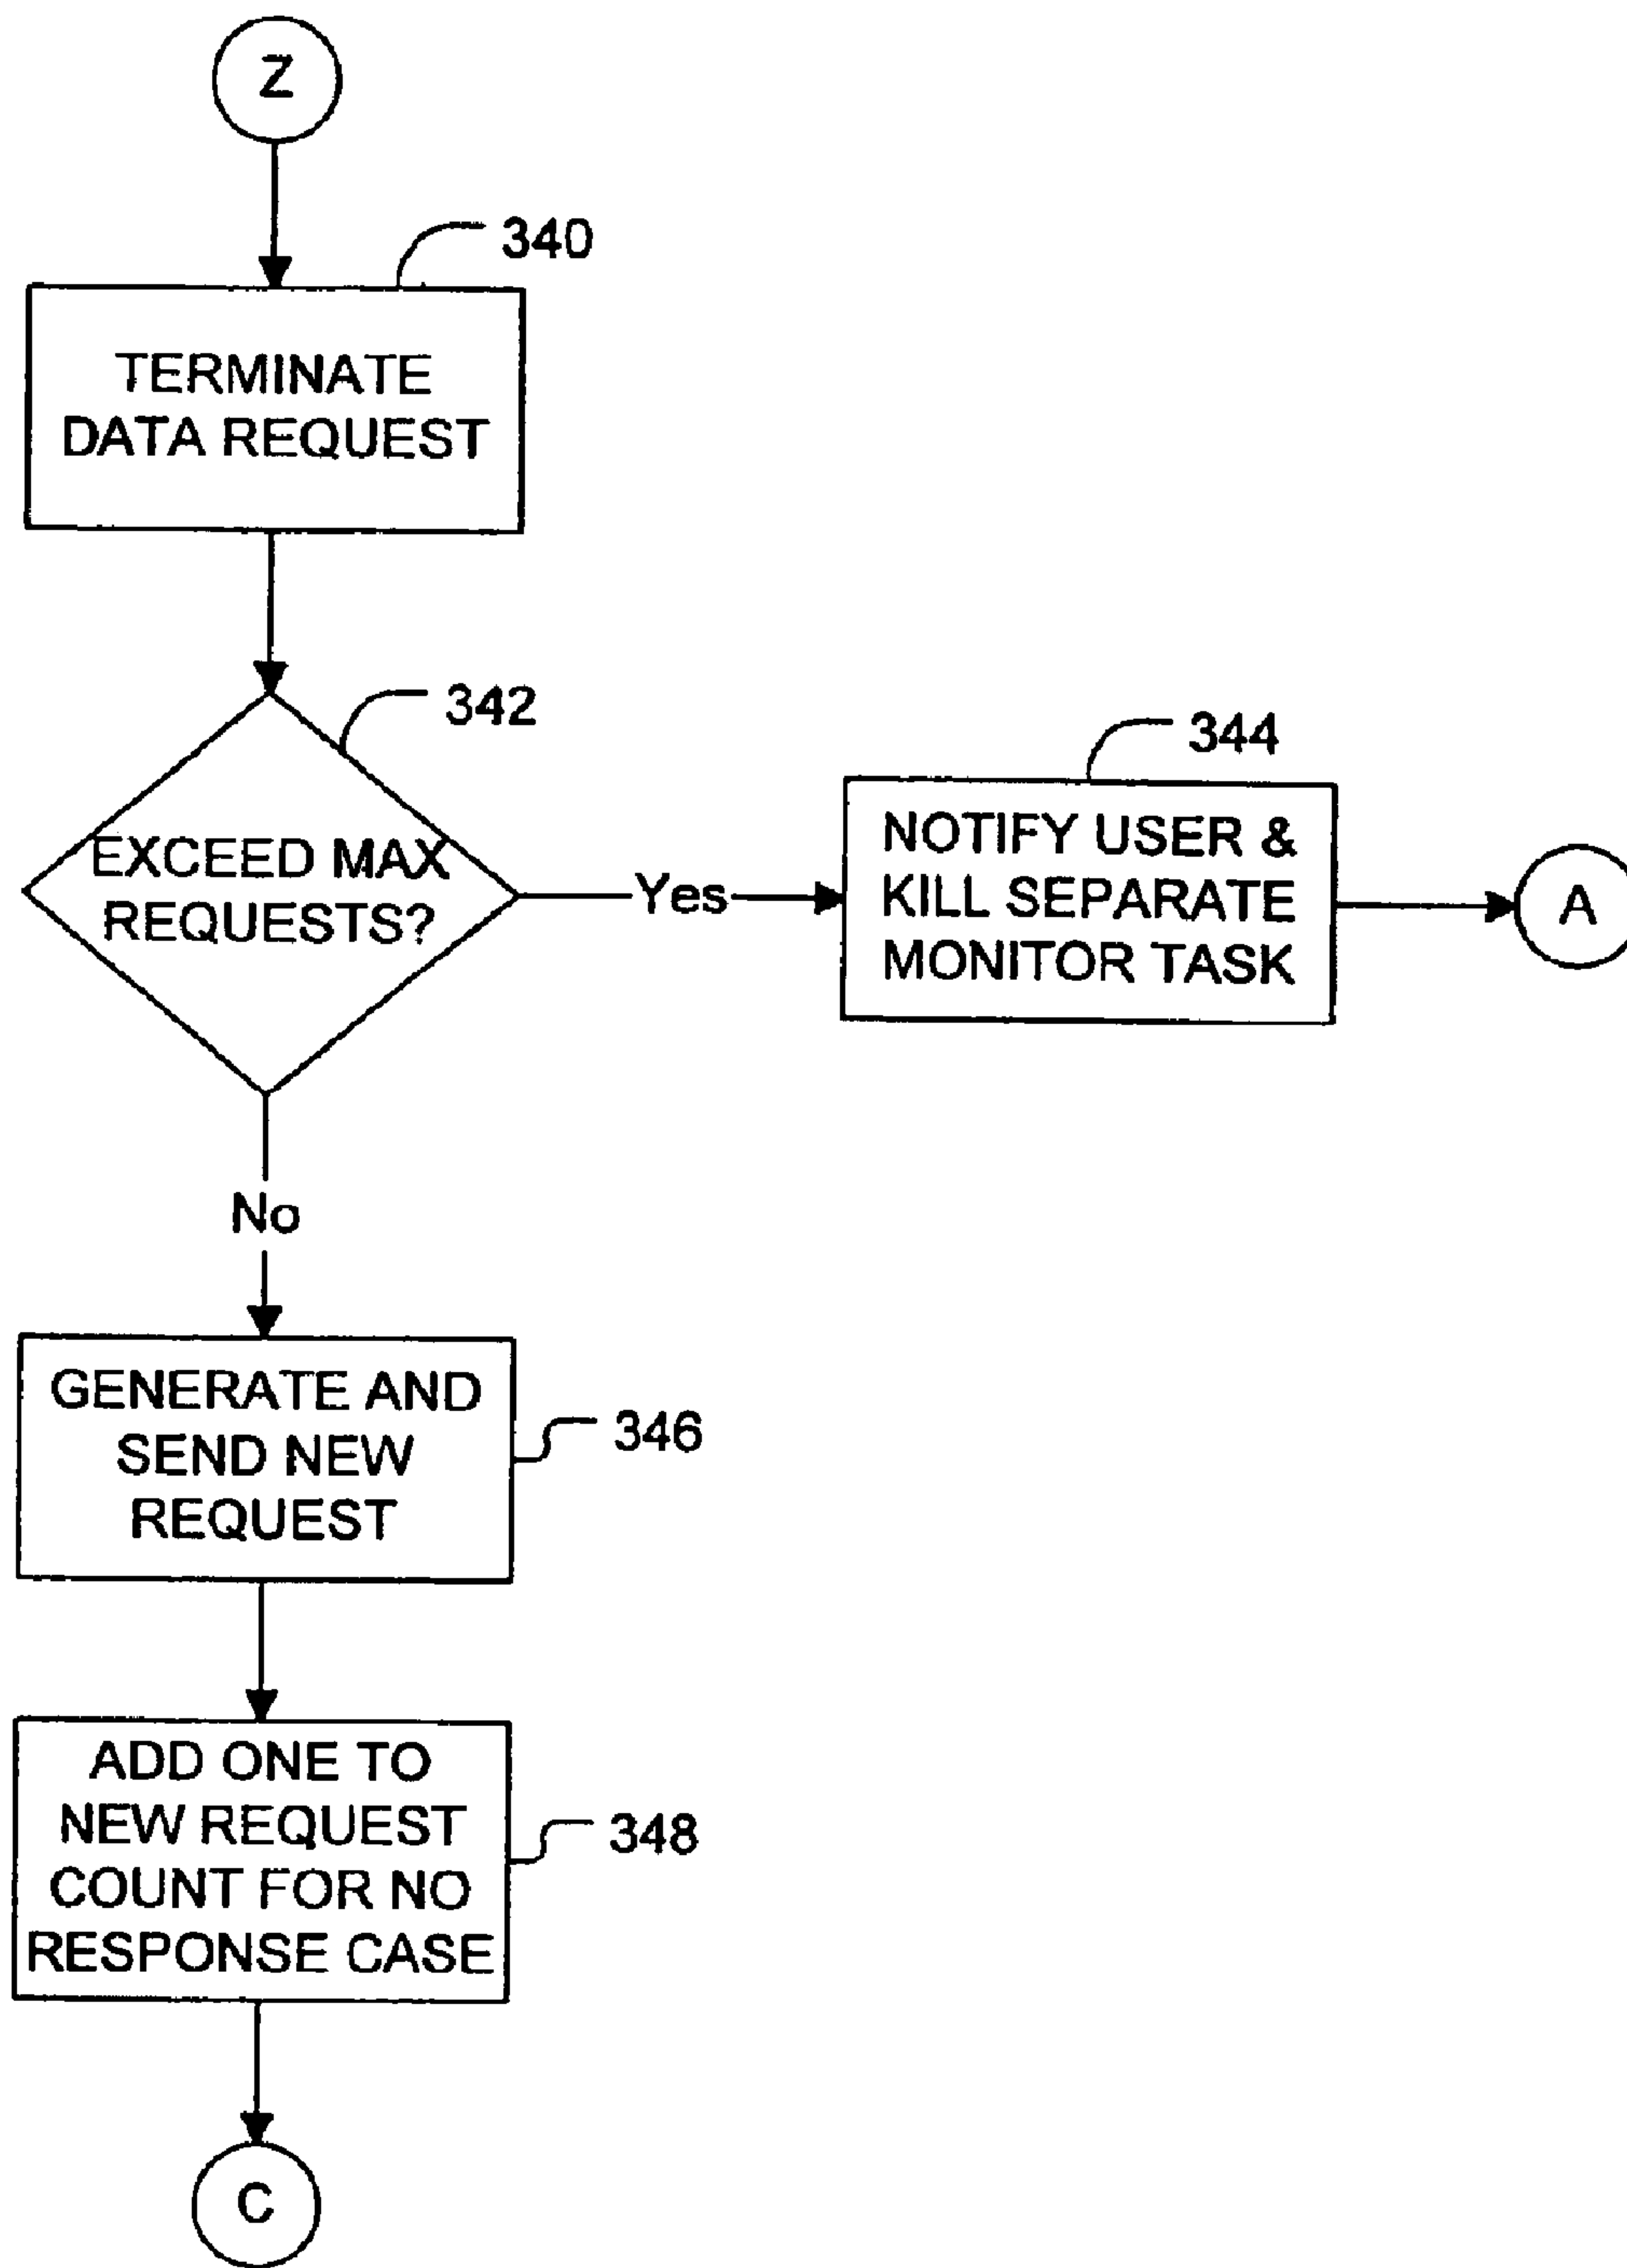 Z
340
TERMINATE
DATA REQUEST
342
EXCEED MAX
REQUESTS?
Yes
344
NOTIFY USER &
KILL SEPARATE
MONITOR TASK
A
No
GENERATE AND
SEND NEW
REQUEST
346
ADD ONE TO
NEW REQUEST
COUNT FOR NO
RESPONSE CASE
348
C